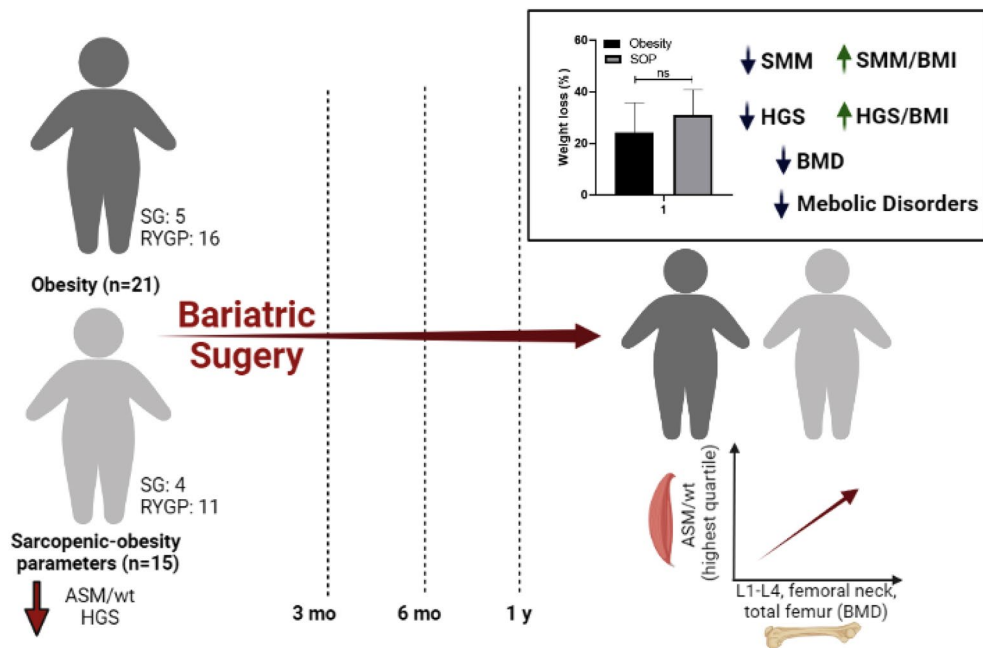 SG: 5
RYGP: 16
Obesity (n=21)
Bariatric
Sugery
SG: 4
RYGP: 11
Sarcopenic-obesity
parameters (n=15)
ASM/wt
HGS
3 mo
6 mo
1 y
Weight loss (%)
60
40
20
0
Obesity
SOP
ns
1
SMM
SMM/BMI
HGS
HGS/BMI
BMD
Mebolic Disorders
ASM/wt
(highest quartile)
L1-L4, femoral neck,
total femur (BMD)